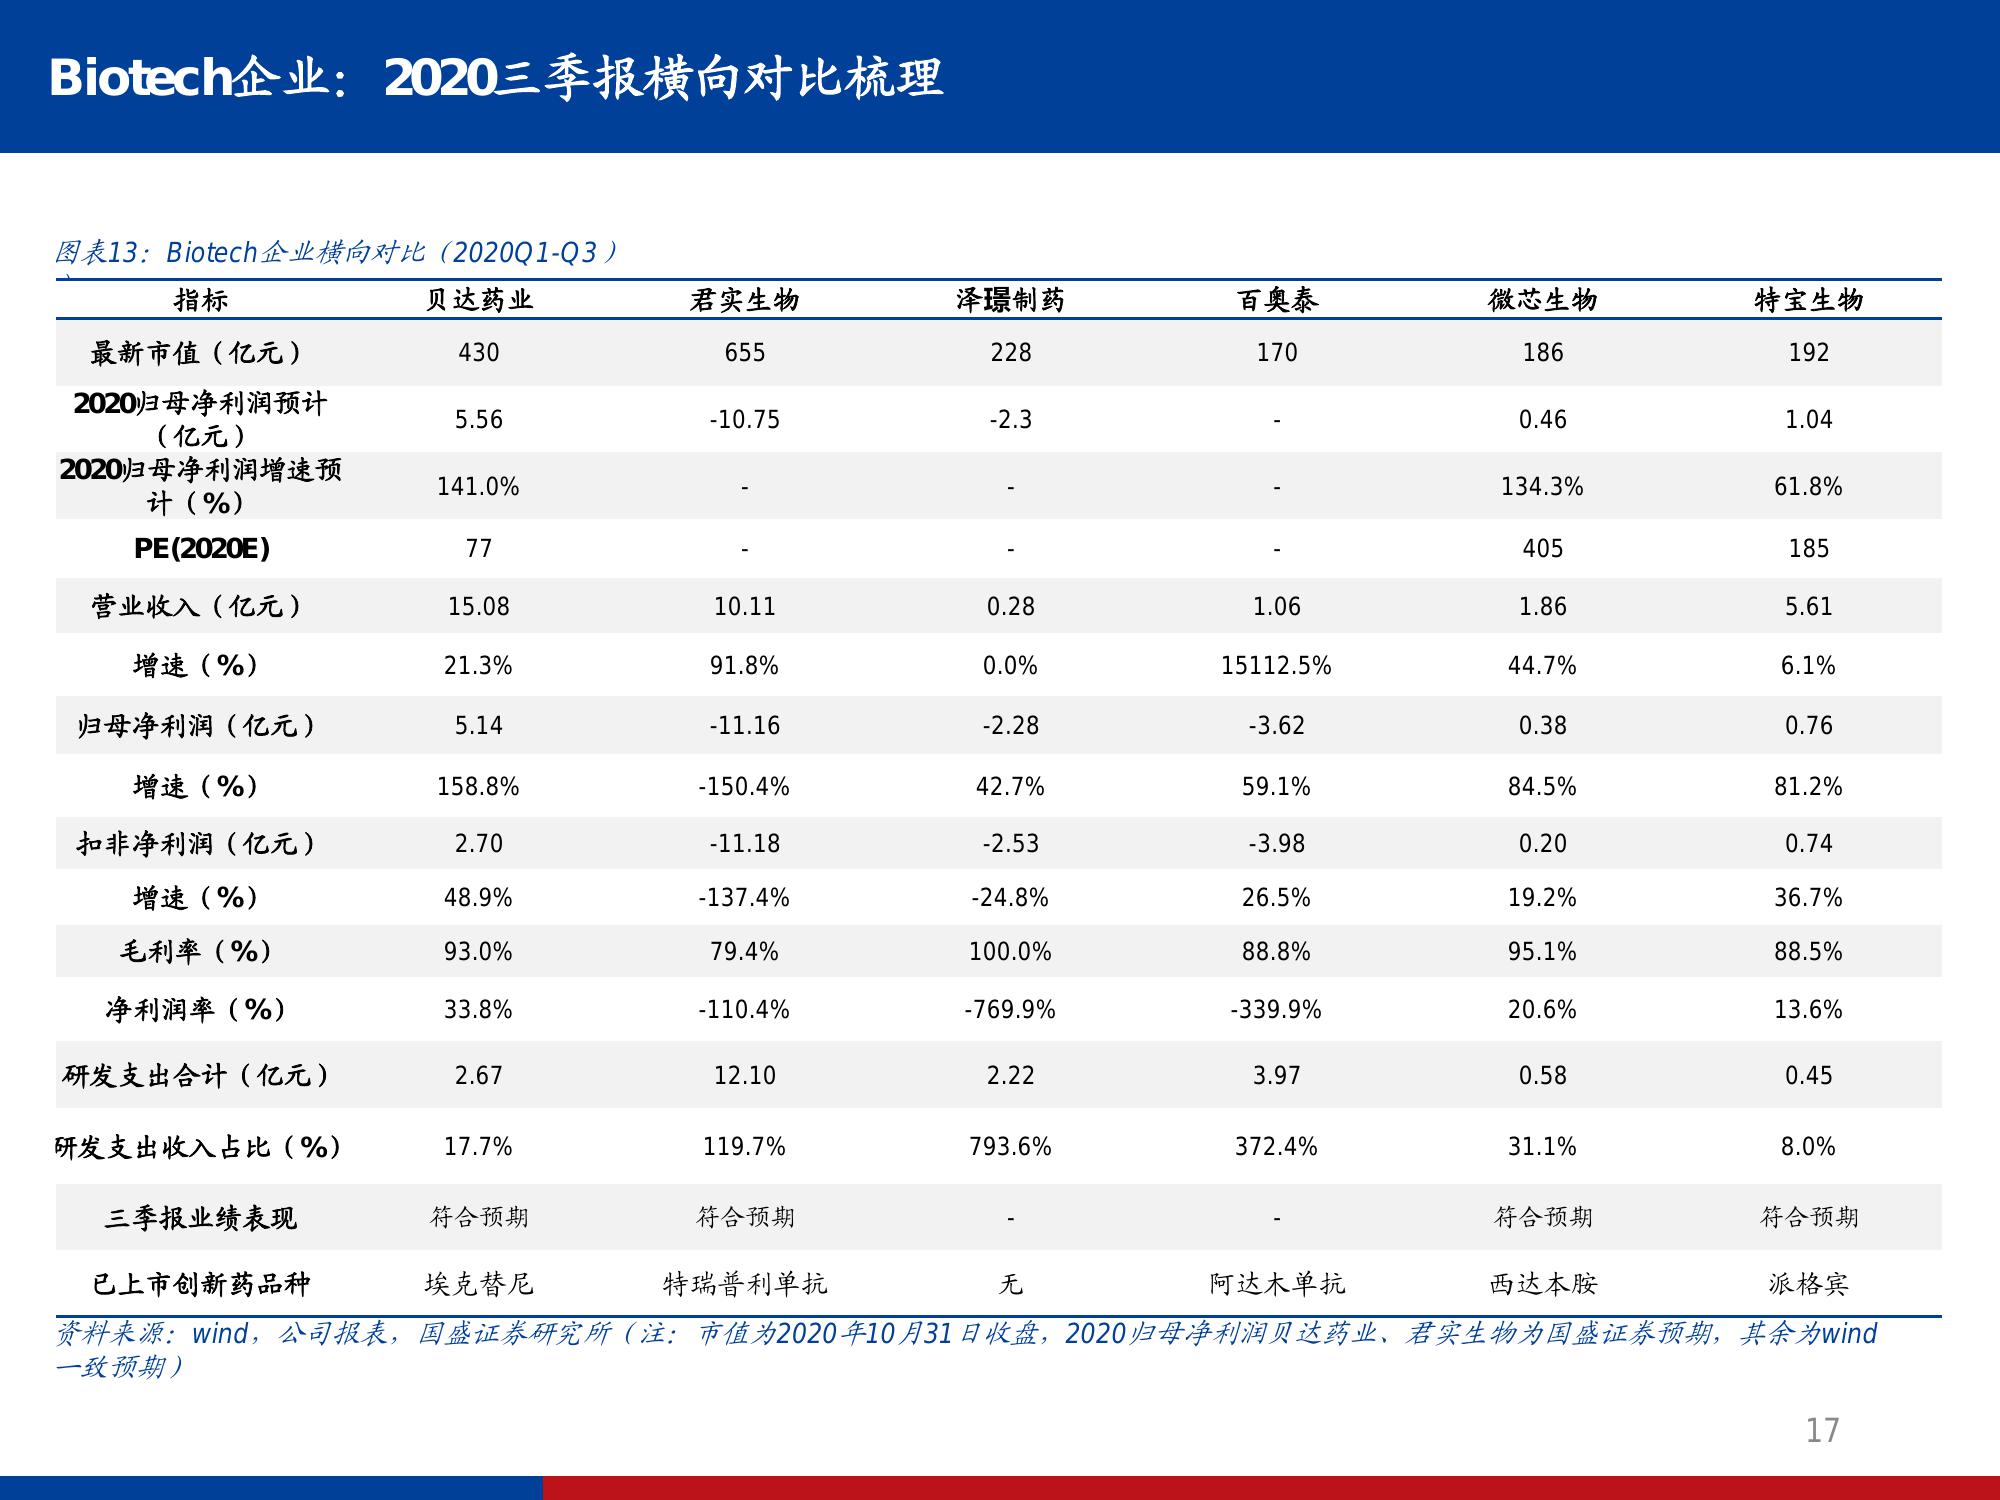 Biotech企业：2020三季报横向对比梳理
图表13：Biotech企业横向对比（2020Q1-Q3）
指标 贝达药业 君实生物 泽璟制药 百奥泰 微芯生物 特宝生物
最新市值（亿元） 430 655 228 170 186 192
2020归母净利润预计
（亿元） 5.56 -10.75 -2.3 - 0.46 1.04
2020归母净利润增速预
计（%） 141.0% - - - 134.3% 61.8%
PE(2020E) 77 - - - 405 185
营业收入（亿元） 15.08 10.11 0.28 1.06 1.86 5.61
增速（%） 21.3% 91.8% 0.0% 15112.5% 44.7% 6.1%
归母净利润（亿元） 5.14 -11.16 -2.28 -3.62 0.38 0.76
增速（%） 158.8% -150.4% 42.7% 59.1% 84.5% 81.2%
扣非净利润（亿元） 2.70 -11.18 -2.53 -3.98 0.20 0.74
增速（%） 48.9% -137.4% -24.8% 26.5% 19.2% 36.7%
毛利率（%） 93.0% 79.4% 100.0% 88.8% 95.1% 88.5%
净利润率（%） 33.8% -110.4% -769.9% -339.9% 20.6% 13.6%
研发支出合计（亿元） 2.67 12.10 2.22 3.97 0.58 0.45
研发支出收入占比（%） 17.7% 119.7% 793.6% 372.4% 31.1% 8.0%
三季报业绩表现 符合预期 符合预期 - - 符合预期 符合预期
已上市创新药品种 埃克替尼 特瑞普利单抗 无 阿达木单抗 西达本胺 派格宾
资料来源：wind，公司报表，国盛证券研究所（注：市值为2020年10月31日收盘，2020归母净利润贝达药业、君实生物为国盛证券预期，其余为wind
一致预期）
17